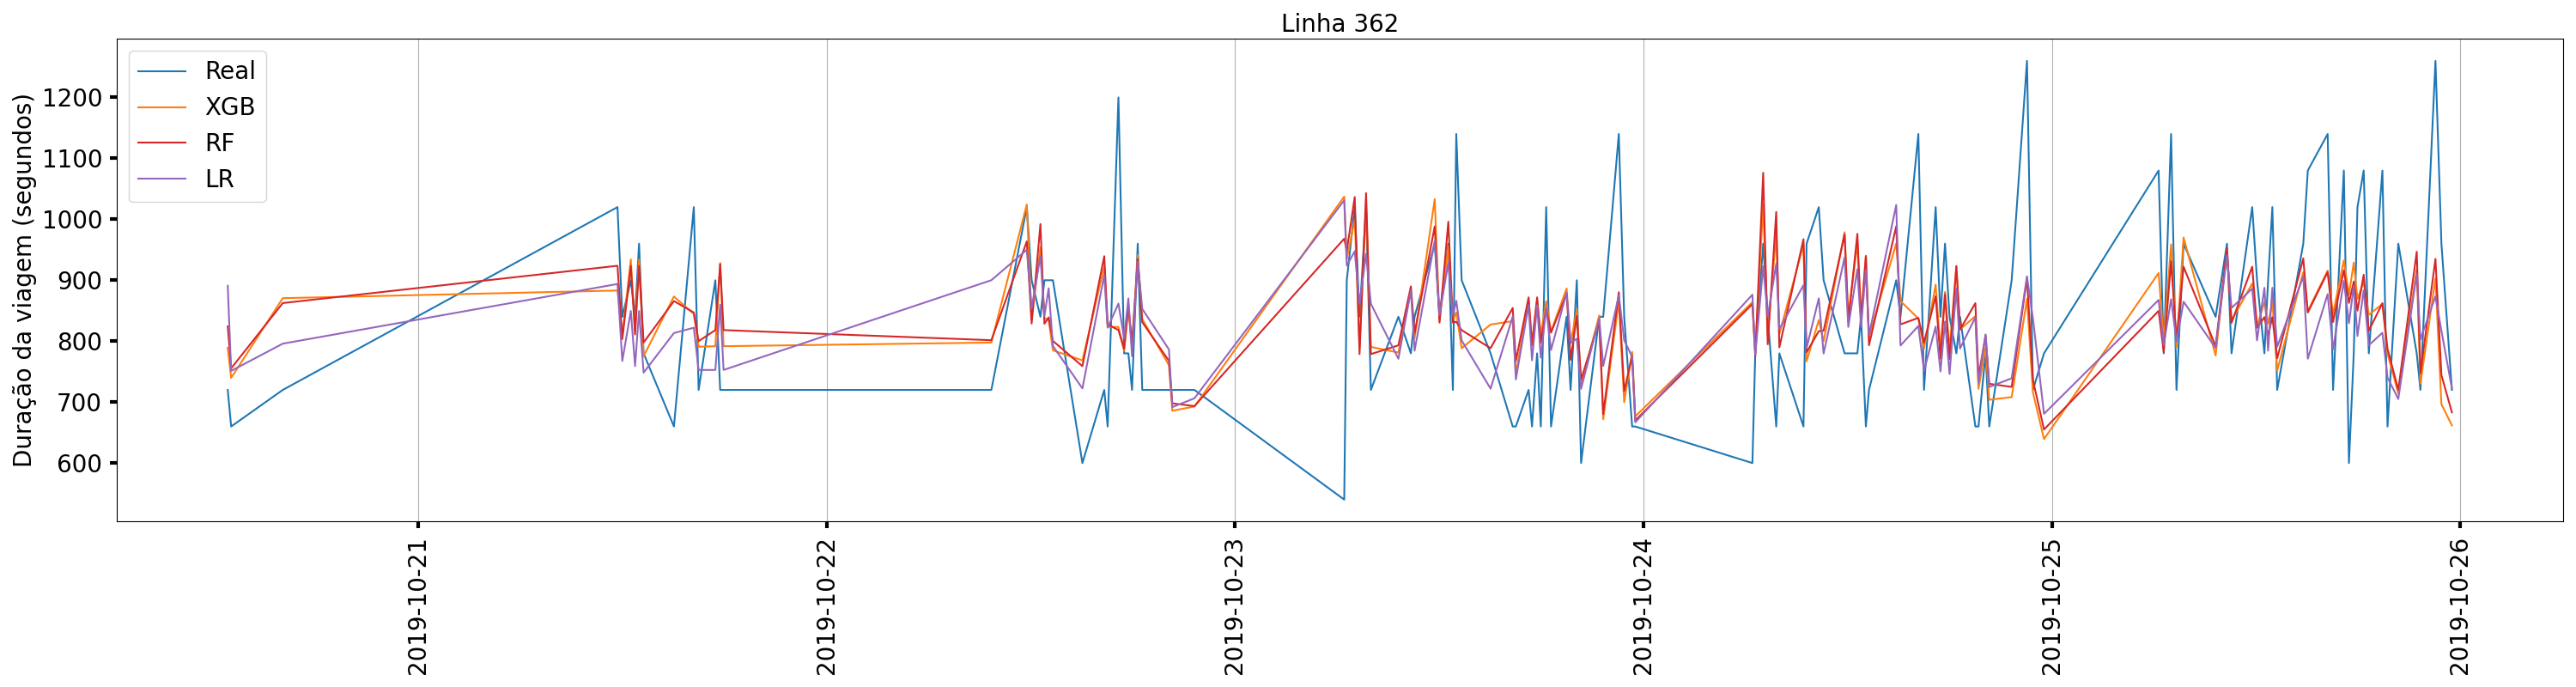 Linha 362
Real
XGB
RF
LR
Duração da viagem (segundos)
1200
1100
1000
900
800
700
600
2019-10-21
2019-10-22
2019-10-23
2019-10-24
2019-10-25
2019-10-26